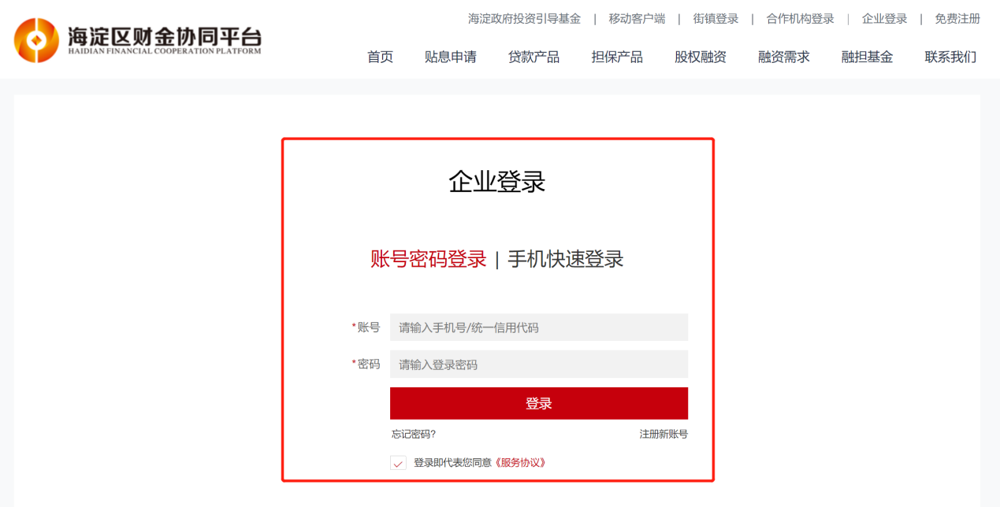 海淀政府投资引导基金 | 移动客户端 | 街镇登录 | 合作机构登录 | 企业登录 | 免费注册
海淀区财金协同平台
HAIDIAN FINANCIAL COOPERATION PLATFORM
首页 贴息申请 贷款产品 担保产品 股权融资 融资需求 融担基金 联系我们
企业登录
账号密码登录 | 手机快速登录
*账号 请输入手机号/统一信用代码
*密码 请输入登录密码
登录
忘记密码? 注册新账号
登录即代表您同意《服务协议》